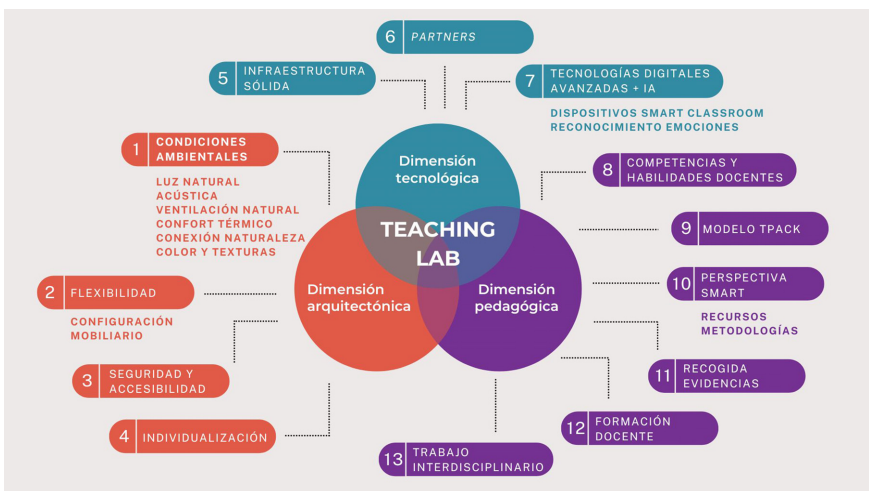 6 PARTNERS
5 INFRAESTRUCTURA
SÓLIDA
7 TECNOLOGÍAS DIGITALES
AVANZADAS + IA
DISPOSITIVOS SMART CLASSROOM
RECONOCIMIENTO EMOCIONES
1 CONDICIONES
AMBIENTALES
LUZ NATURAL
ACÚSTICA
VENTILACIÓN NATURAL
CONFORT TÉRMICO
CONEXIÓN NATURALEZA
COLOR Y TEXTURAS
Dimensión
tecnológica
8 COMPETENCIAS Y
HABILIDADES DOCENTES
TEACHING
LAB
9 MODELO TPACK
2 FLEXIBILIDAD
CONFIGURACIÓN
MOBILIARIO
Dimensión
arquitectónica
Dimensión
pedagógica
10 PERSPECTIVA
SMART
RECURSOS
METODOLOGÍAS
3 SEGURIDAD Y
ACCESIBILIDAD
11 RECOGIDA
EVIDENCIAS
4 INDIVIDUALIZACIÓN
12 FORMACIÓN
DOCENTE
13 TRABAJO
INTERDISCIPLINARIO